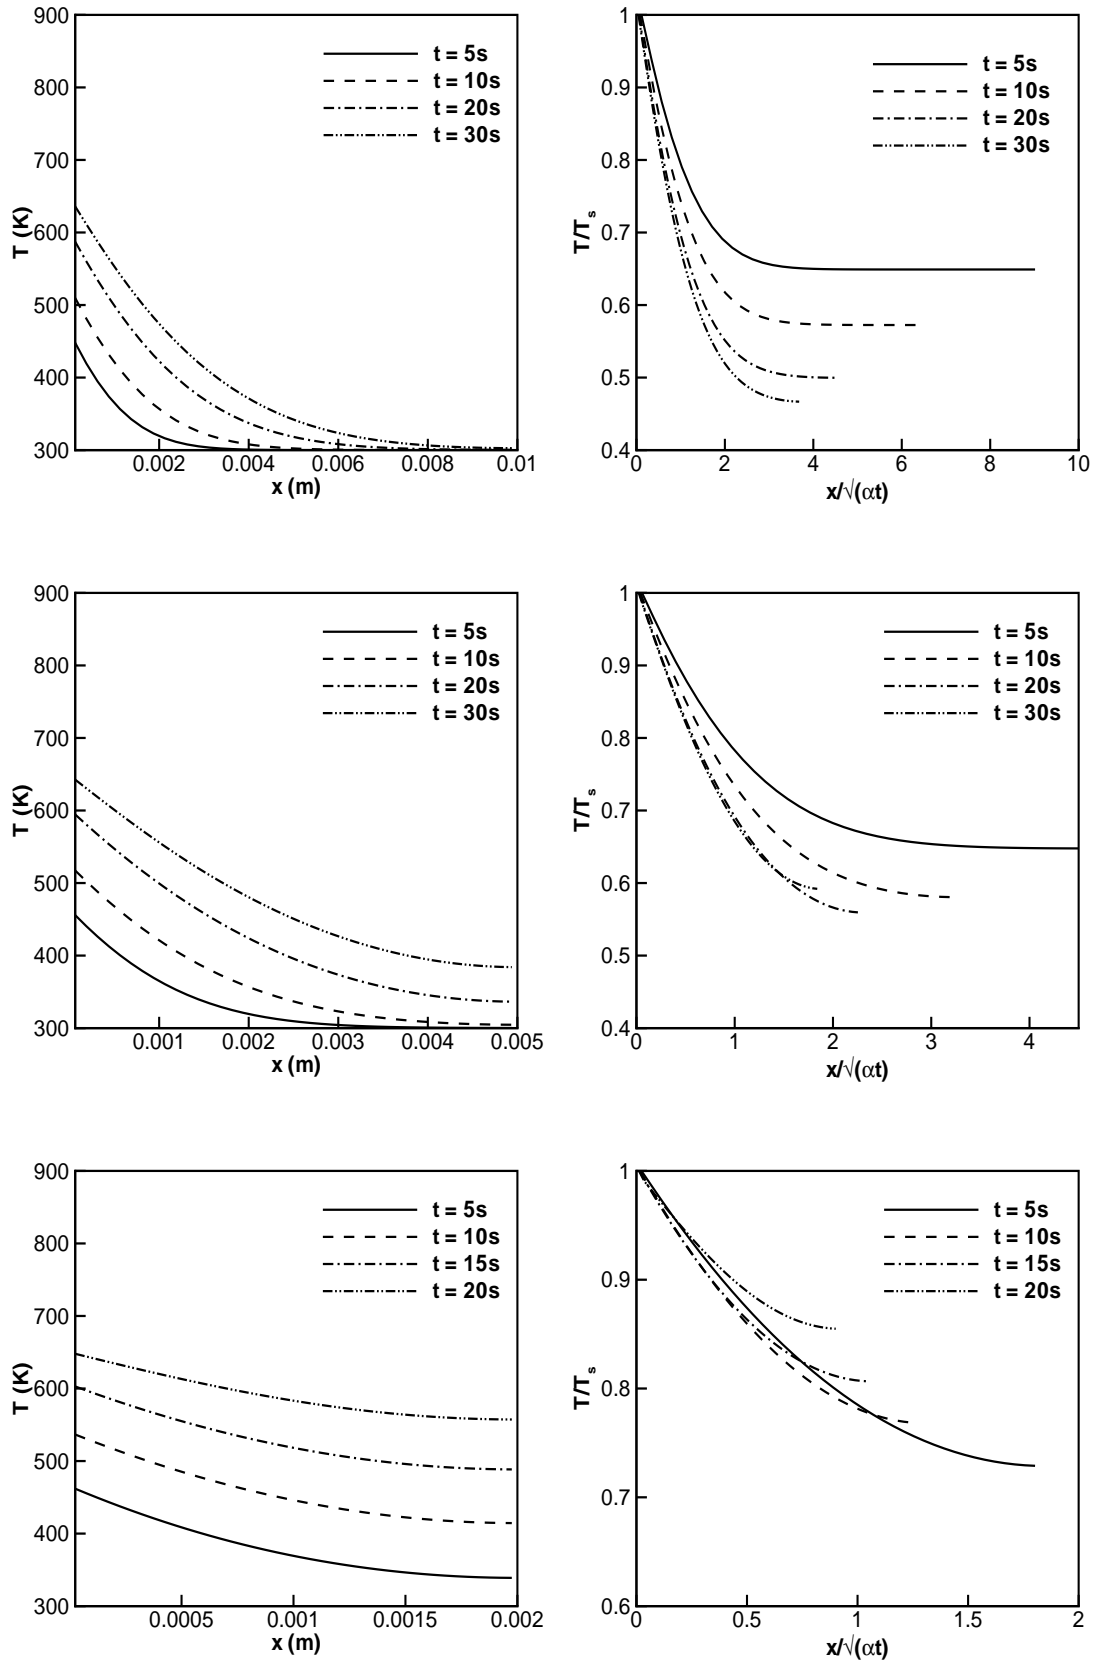 900
800
700
600
500
400
300
T (K)
t = 5s
t = 10s
t = 20s
t = 30s
0.002 0.004 0.006 0.008 0.01
x (m)
1
0.9
0.8
0.7
0.6
0.5
0.4
T/Ts
t = 5s
t = 10s
t = 20s
t = 30s
0 2 4 6 8 10
x/√(αt)
900
800
700
600
500
400
300
T (K)
t = 5s
t = 10s
t = 20s
t = 30s
0.001 0.002 0.003 0.004 0.005
x (m)
1
0.9
0.8
0.7
0.6
0.5
0.4
T/Ts
t = 5s
t = 10s
t = 20s
t = 30s
0 1 2 3 4
x/√(αt)
900
800
700
600
500
400
300
T (K)
t = 5s
t = 10s
t = 15s
t = 20s
0.0005 0.001 0.0015 0.002
x (m)
1
0.9
0.8
0.7
0.6
T/Ts
t = 5s
t = 10s
t = 15s
t = 20s
0 0.5 1 1.5 2
x/√(αt)